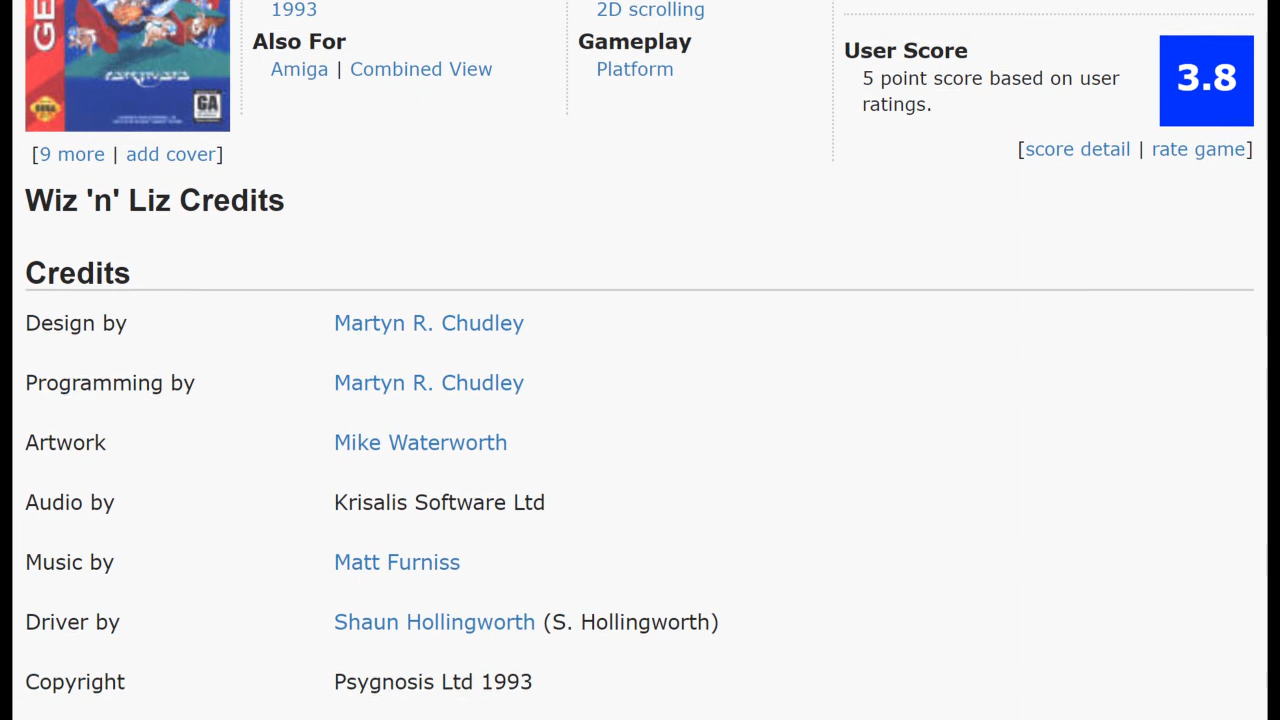 1993
Also For
Amiga | Combined View
2D scrolling
Gameplay
Platform
User Score
5 point score based on user
ratings.
3.8
[score detail | rate game]
GE
SEGA
GA
[9 more | add cover]
Wiz 'n' Liz Credits
Credits
Design by Martyn R. Chudley
Programming by Martyn R. Chudley
Artwork Mike Waterworth
Audio by Krisalis Software Ltd
Music by Matt Furniss
Driver by Shaun Hollingworth (S. Hollingworth)
Copyright Psygnosis Ltd 1993